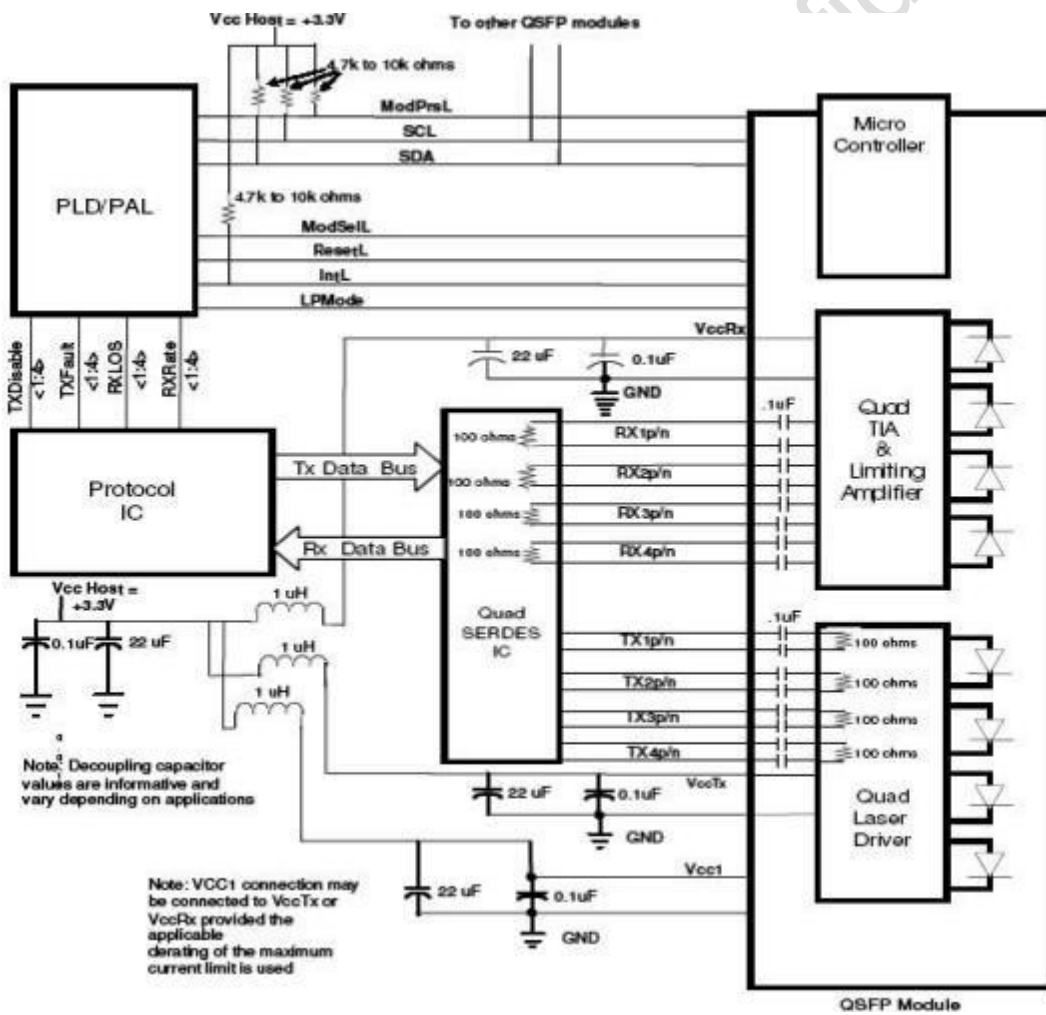 Vcc Host = +3.3V
To other QSFP modules
4.7k to 10k ohms
ModPrsL
SCL
SDA
PLD/PAL
4.7k to 10k ohms
ModSelL
ResetL
IntL
LPMode
Micro
Controller
TXDisable
<1:4>
TXFault
<1:4>
RXLOS
<1:4>
RXRate
<1:4>
VccRx
22 uF
0.1uF
GND
Protocol
IC
Tx Data Bus
Rx Data Bus
100 ohms
100 ohms
100 ohms
100 ohms
Quad
SERDES
IC
RX1p/n
RX2p/n
RX3p/n
RX4p/n
.1uF
Quad
TIA
&
Limiting
Amplifier
Vcc Host =
+3.3V
0.1uF
22 uF
1 uH
1 uH
1 uH
TX1p/n
TX2p/n
TX3p/n
TX4p/n
.1uF
100 ohms
100 ohms
100 ohms
100 ohms
Quad
Laser
Driver
Note: Decoupling capacitor
values are informative and
vary depending on applications
VccTx
22 uF
0.1uF
GND
Vcc1
22 uF
0.1uF
GND
Note: VCC1 connection may
be connected to VccTx or
VccRx provided the
applicable
derating of the maximum
current limit is used
QSFP Module